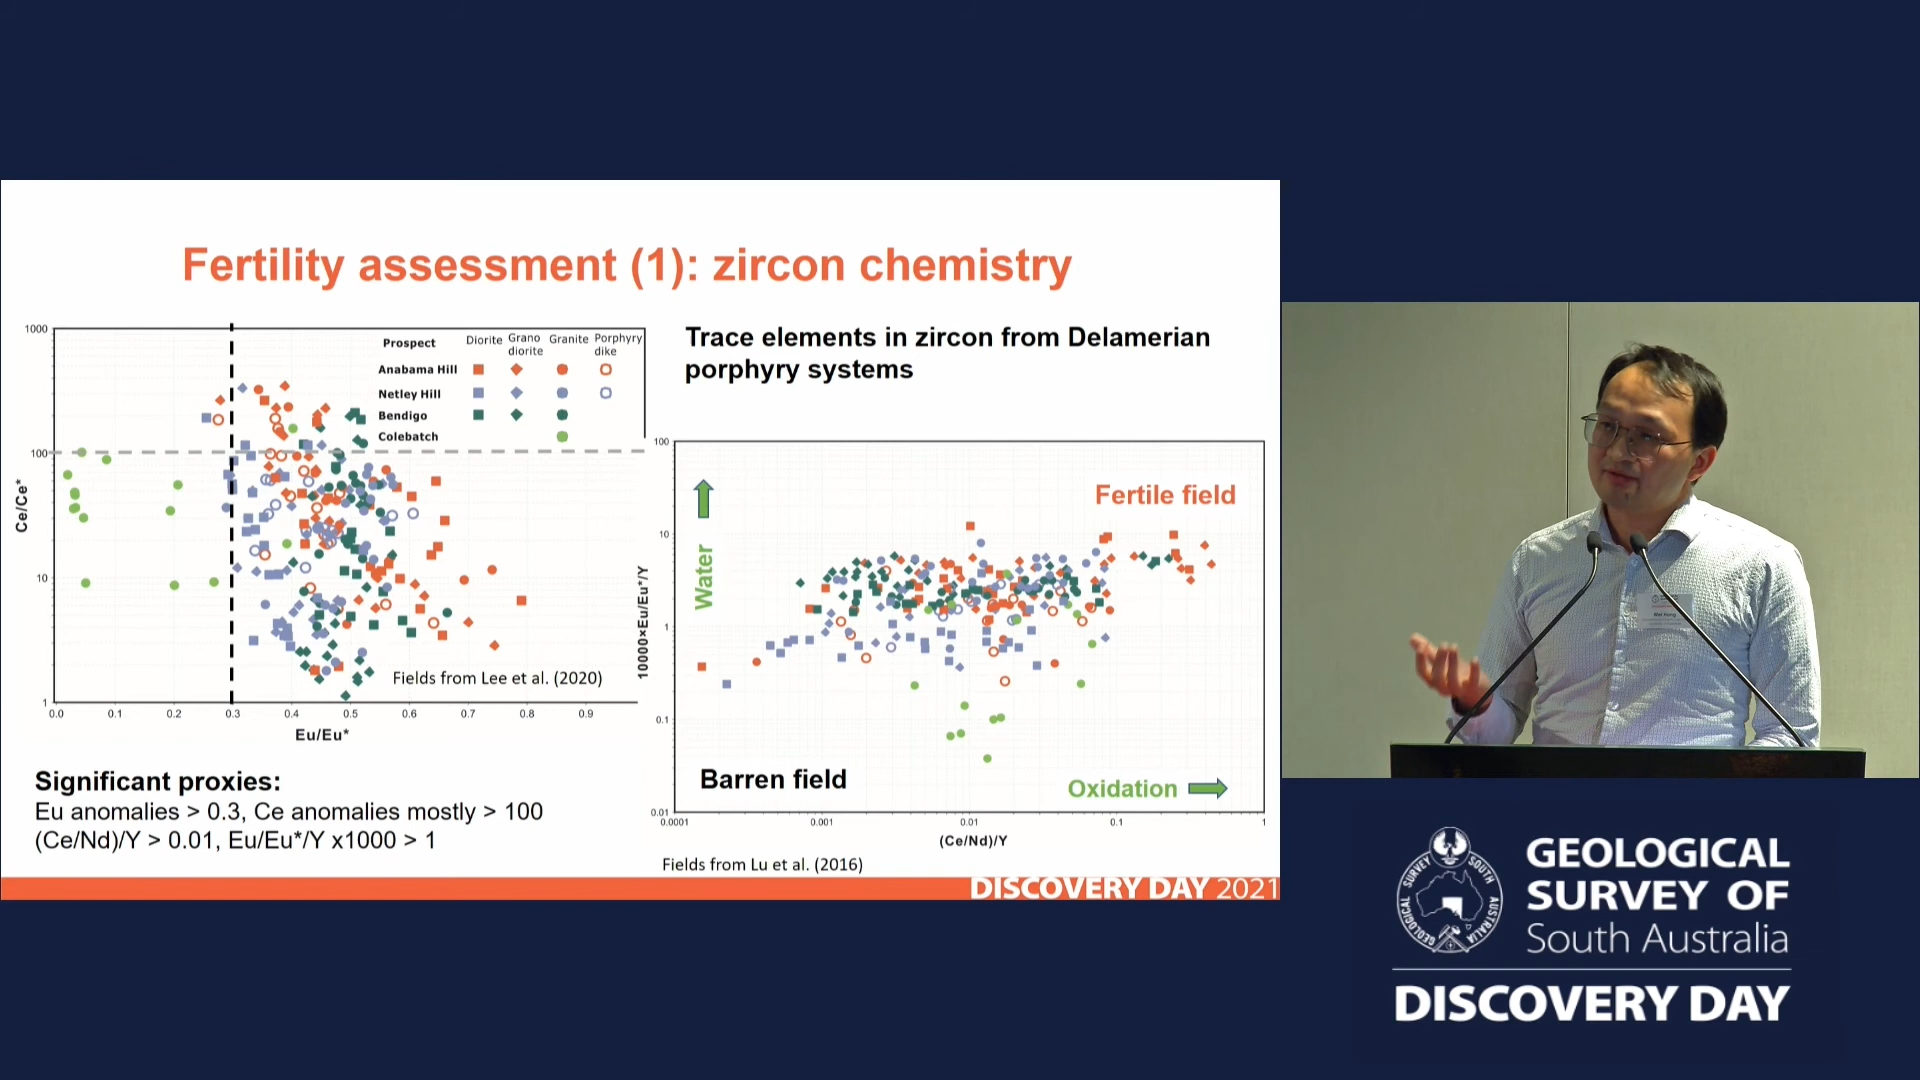 Fertility assessment (1): zircon chemistry
1000
100
10
1
Ce/Ce*
0.0 0.1 0.2 0.3 0.4 0.5 0.6 0.7 0.8 0.9
Eu/Eu*
Prospect Diorite Grano diorite Granite Porphyry dike
Anabama Hill
Netley Hill
Bendigo
Colebatch
Fields from Lee et al. (2020)
Significant proxies:
Eu anomalies > 0.3, Ce anomalies mostly > 100
(Ce/Nd)/Y > 0.01, Eu/Eu*/Y x1000 > 1
Trace elements in zircon from Delamerian
porphyry systems
100
10
1
0.1
0.01
10000×Eu/Eu*/Y
Water
Fertile field
Barren field
Oxidation
0.0001 0.001 0.01 0.1 1
(Ce/Nd)/Y
Fields from Lu et al. (2016)
DISCOVERY DAY 2021
Wei Hong
GEOLOGICAL SURVEY SOUTH AUSTRALIA
GEOLOGICAL
SURVEY OF
South Australia
DISCOVERY DAY